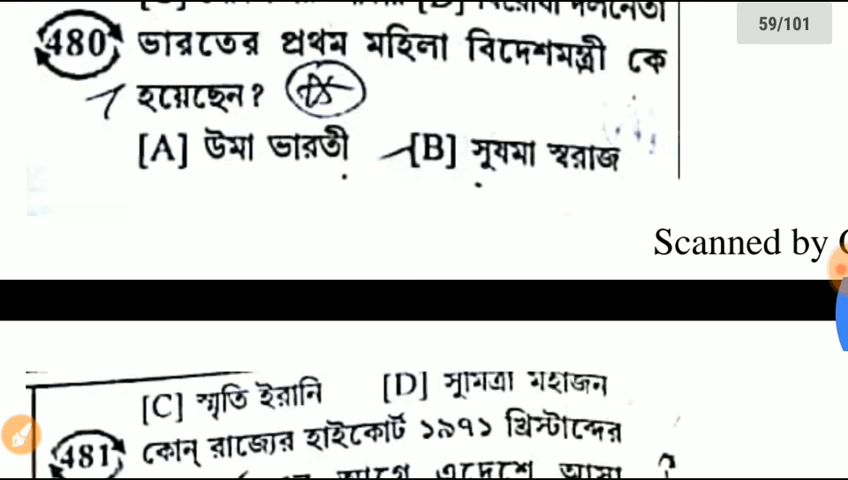 59/101
480 ভারতের প্রথম মহিলা বিদেশমন্ত্রী কে
হয়েছেন?
[A] উমা ভারতী [B] সুষমা স্বরাজ
Scanned by
[C] স্মৃতি ইরানি [D] সুমিত্রা মহাজন
481 কোন্ রাজ্যের হাইকোর্ট ১৯৭১ খ্রিস্টাব্দের